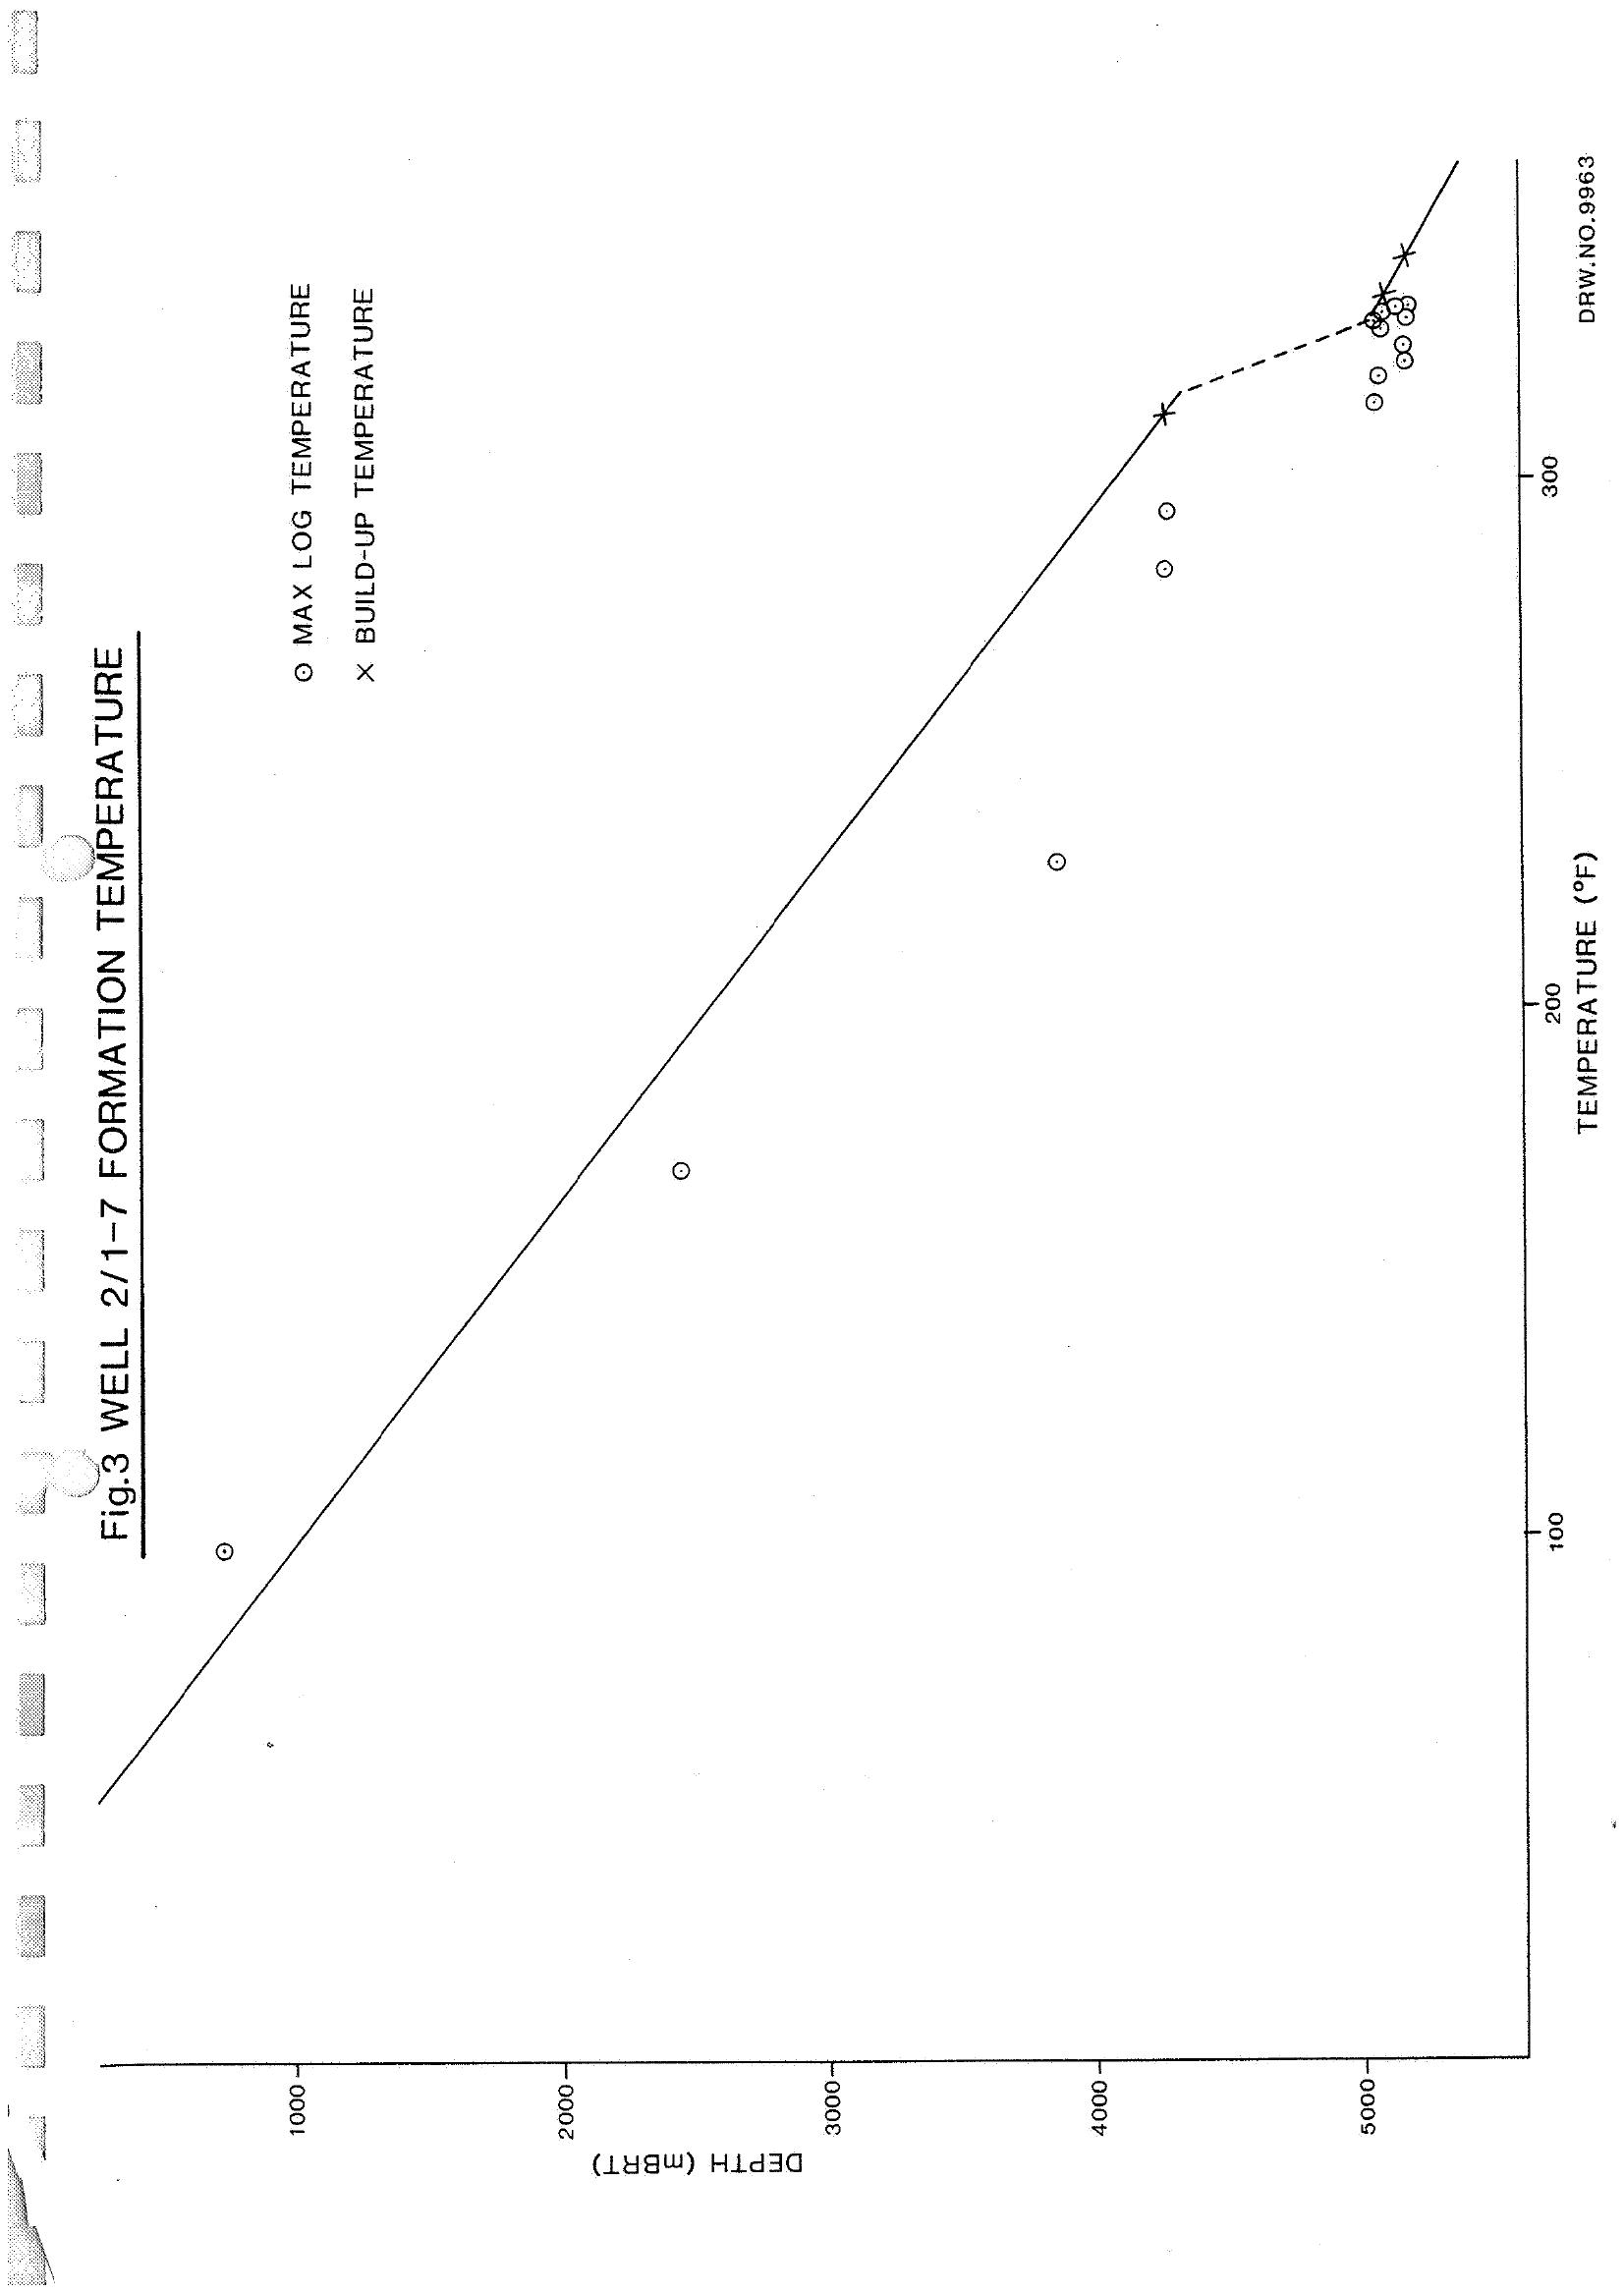 Fig.3 WELL 2/1-7 FORMATION TEMPERATURE
⊙ MAX LOG TEMPERATURE
× BUILD-UP TEMPERATURE
DEPTH (mBRT)
1000
2000
3000
4000
5000
100
200
300
TEMPERATURE (ºF)
DRW.NO.9963